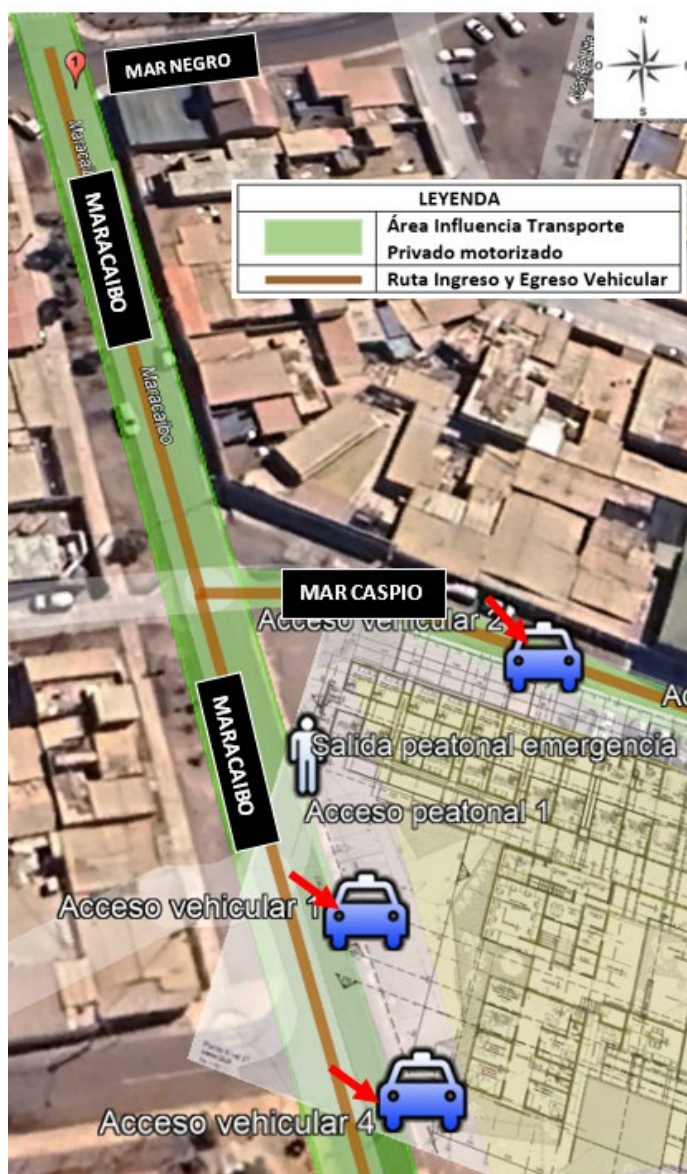 N
O
S
1
MAR NEGRO
Maracaibo
MARACAIBO
LEYENDA
Área Influencia Transporte
Privado motorizado
Ruta Ingreso y Egreso Vehicular
Maracaibo
MAR CASPIO
Acceso vehicular 2
Salida peatonal emergencia
MARACAIBO
Acceso peatonal 1
Acceso vehicular 1
Acceso vehicular 4